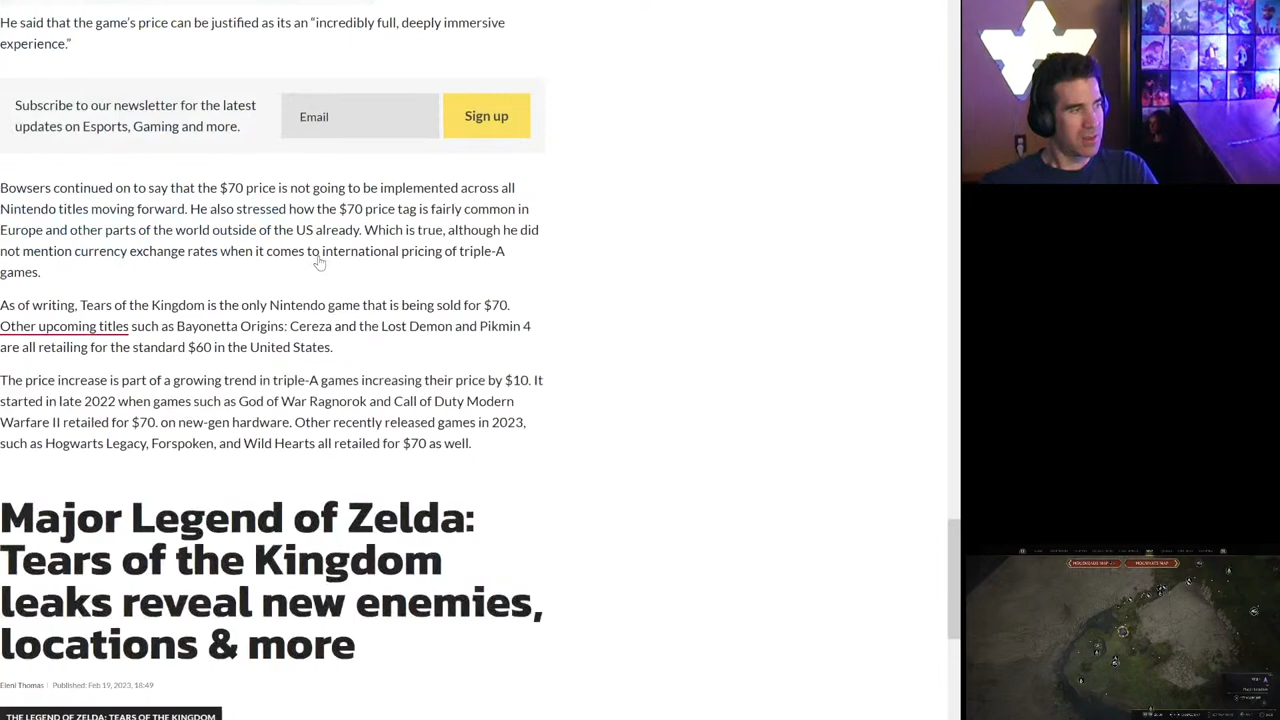 He said that the game’s price can be justified as its an “incredibly full, deeply immersive
experience.”
Subscribe to our newsletter for the latest
updates on Esports, Gaming and more.
Email
Sign up
Bowsers continued on to say that the $70 price is not going to be implemented across all
Nintendo titles moving forward. He also stressed how the $70 price tag is fairly common in
Europe and other parts of the world outside of the US already. Which is true, although he did
not mention currency exchange rates when it comes to international pricing of triple-A
games.
As of writing, Tears of the Kingdom is the only Nintendo game that is being sold for $70.
Other upcoming titles such as Bayonetta Origins: Cereza and the Lost Demon and Pikmin 4
are all retailing for the standard $60 in the United States.
The price increase is part of a growing trend in triple-A games increasing their price by $10. It
started in late 2022 when games such as God of War Ragnorok and Call of Duty Modern
Warfare II retailed for $70. on new-gen hardware. Other recently released games in 2023,
such as Hogwarts Legacy, Forspoken, and Wild Hearts all retailed for $70 as well.
Major Legend of Zelda:
Tears of the Kingdom
leaks reveal new enemies,
locations & more
Eleni Thomas | Published: Feb 19, 2023, 18:49
THE LEGEND OF ZELDA: TEARS OF THE KINGDOM
HOGSMEADE MAP
HOGWARTS MAP